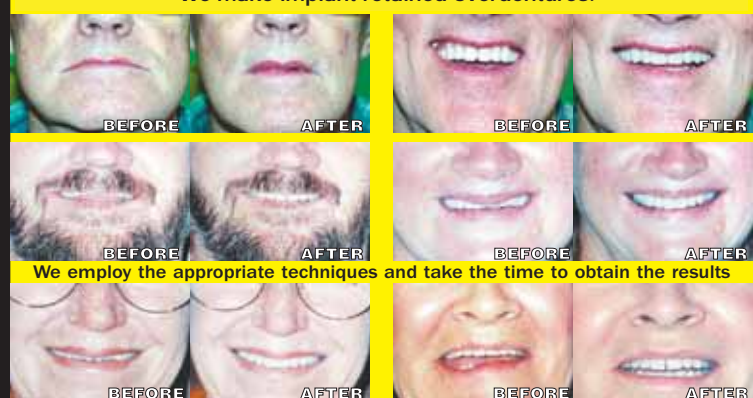 We make implant retained overdentures.
BEFORE AFTER BEFORE AFTER
BEFORE AFTER BEFORE AFTER
We employ the appropriate techniques and take the time to obtain the results
BEFORE AFTER BEFORE AFTER